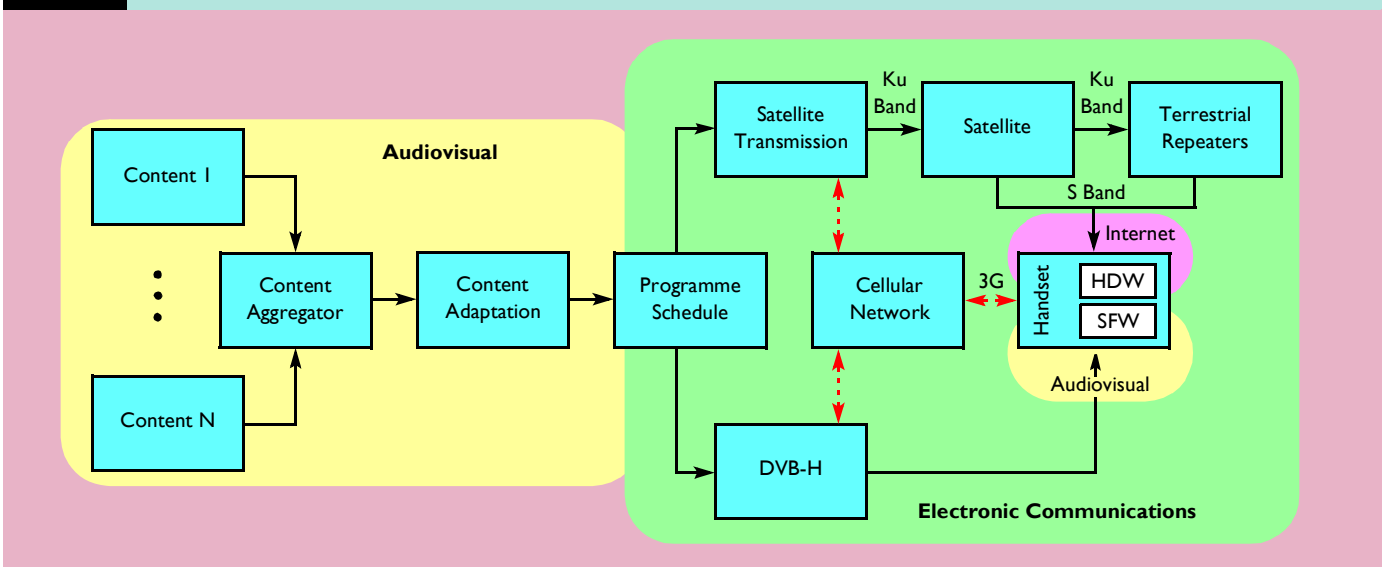 Audiovisual
Content 1
Content
Aggregator
Content
Adaptation
Content N
Programme
Schedule
Satellite
Transmission
Ku
Band
Satellite
Ku
Band
Terrestrial
Repeaters
S Band
Internet
Cellular
Network
3G
Handset
HDW
SFW
Audiovisual
DVB-H
Electronic Communications